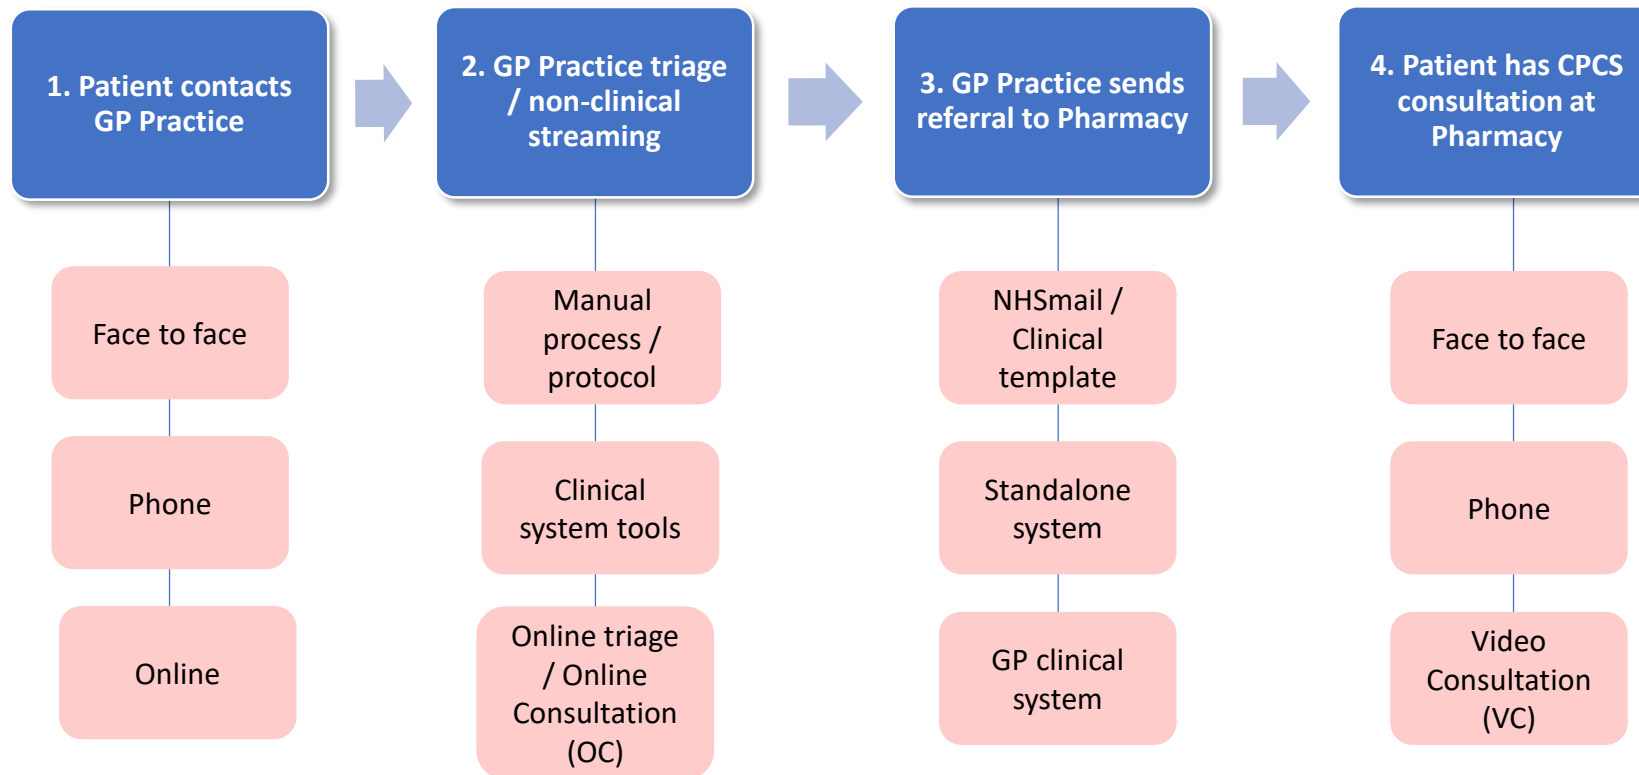 1. Patient contacts
GP Practice
2. GP Practice triage
/ non-clinical
streaming
3. GP Practice sends
referral to Pharmacy
4. Patient has CPCS
consultation at
Pharmacy
Face to face
Phone
Online
Manual
process /
protocol
Clinical
system tools
Online triage
/ Online
Consultation
(OC)
NHSmail /
Clinical
template
Standalone
system
GP clinical
system
Face to face
Phone
Video
Consultation
(VC)